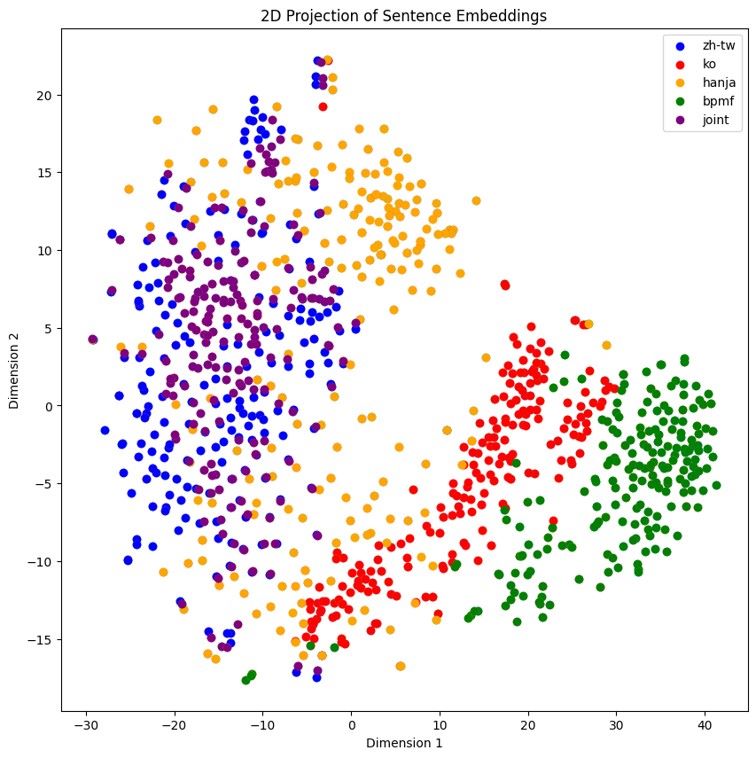 2D Projection of Sentence Embeddings
zh-tw
ko
hanja
bpmf
joint
20
15
10
5
0
−5
−10
−15
Dimension 2
−30
−20
−10
0
10
20
30
40
Dimension 1